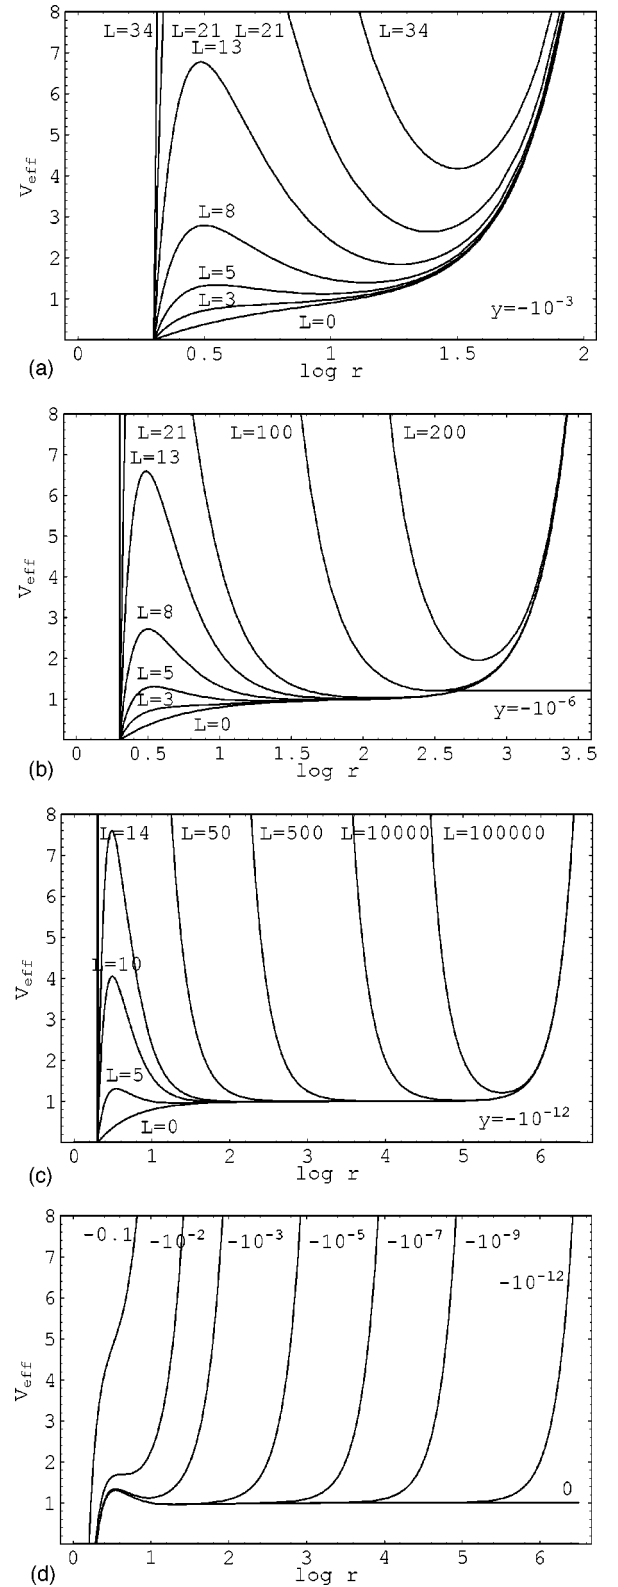 8
L=34 L=21 L=21 L=34
L=13
7
6
5
Veff
4
3
L=8
2
L=5
1
L=3
L=0
y=−10⁻³
0 0.5 1 1.5 2
(a)
log r
8
L=21 L=100 L=200
L=13
7
6
5
Veff
4
3
L=8
2
L=5
1
L=3
L=0
y=−10⁻⁶
0 0.5 1 1.5 2 2.5 3 3.5
(b)
log r
8
L=14 L=50 L=500 L=10000 L=100000
7
6
5
Veff
L=10
4
3
2
L=5
1
L=0
y=−10⁻¹²
0 1 2 3 4 5 6
(c)
log r
8
−0.1 −10⁻² −10⁻³ −10⁻⁵ −10⁻⁷ −10⁻⁹
7
−10⁻¹²
6
5
Veff
4
3
2
0
1
0 1 2 3 4 5 6
(d)
log r